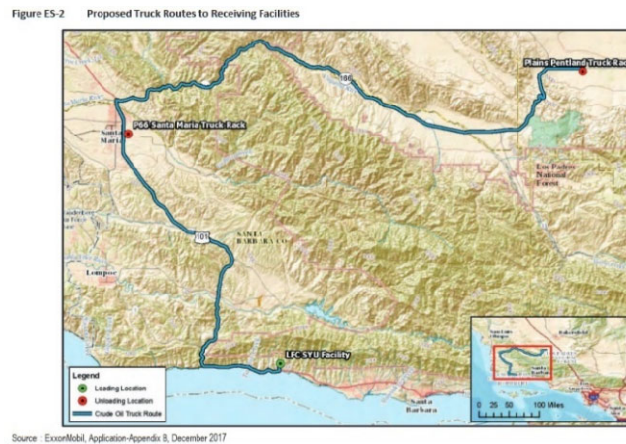 Figure ES-2 Proposed Truck Routes to Receiving Facilities
Plains Pentland Truck Rack
166
P66 Santa Maria Truck Rack
Santa
Maria
Los Padres
National
Forest
101
SANTA
BARBARA CO
Lompoc
LFC SYU Facility
Legend
Loading Location
Unloading Location
Crude Oil Truck Route
Santa
Barbara
0 25 50 100 Miles
Source : ExxonMobil, Application-Appendix B, December 2017